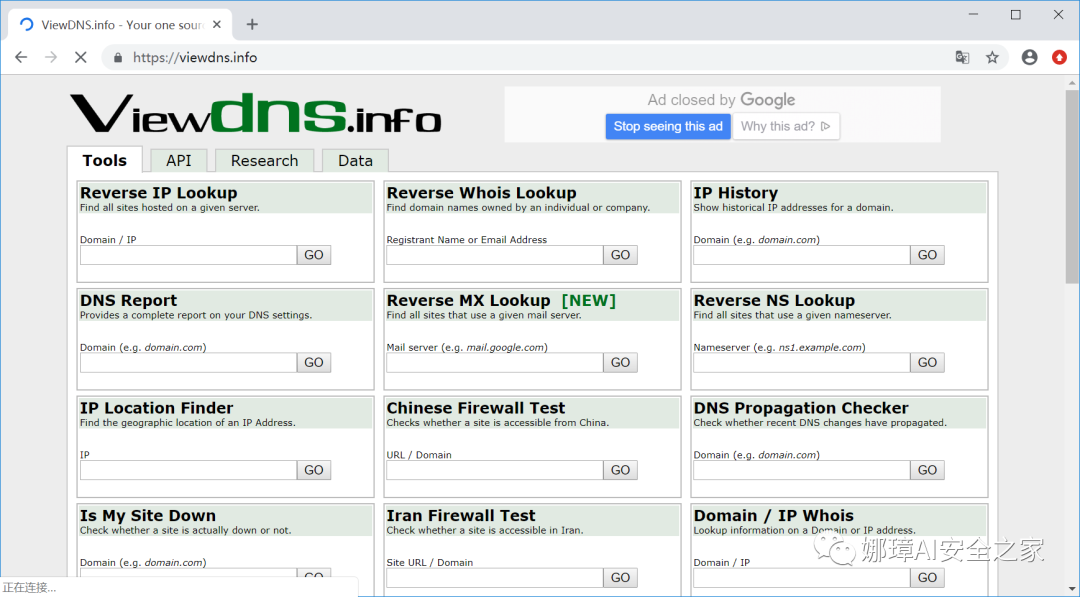 ViewDNS.info - Your one sour
https://viewdns.info
Viewdns.info
Ad closed by Google
Stop seeing this ad
Why this ad?
Tools
API
Research
Data
Reverse IP Lookup
Find all sites hosted on a given server.
Domain / IP
GO
Reverse Whois Lookup
Find domain names owned by an individual or company.
Registrant Name or Email Address
GO
IP History
Show historical IP addresses for a domain.
Domain (e.g. domain.com)
GO
DNS Report
Provides a complete report on your DNS settings.
Domain (e.g. domain.com)
GO
Reverse MX Lookup [NEW]
Find all sites that use a given mail server.
Mail server (e.g. mail.google.com)
GO
Reverse NS Lookup
Find all sites that use a given nameserver.
Nameserver (e.g. ns1.example.com)
GO
IP Location Finder
Find the geographic location of an IP Address.
IP
GO
Chinese Firewall Test
Checks whether a site is accessible from China.
URL / Domain
GO
DNS Propagation Checker
Check whether recent DNS changes have propagated.
Domain (e.g. domain.com)
GO
Is My Site Down
Check whether a site is actually down or not.
Domain (e.g. domain.com)
GO
Iran Firewall Test
Check whether a site is accessible in Iran.
Site URL / Domain
GO
Domain / IP Whois
Lookup information on a Domain or IP address.
Domain / IP
GO
娜璋AI安全之家
正在连接...